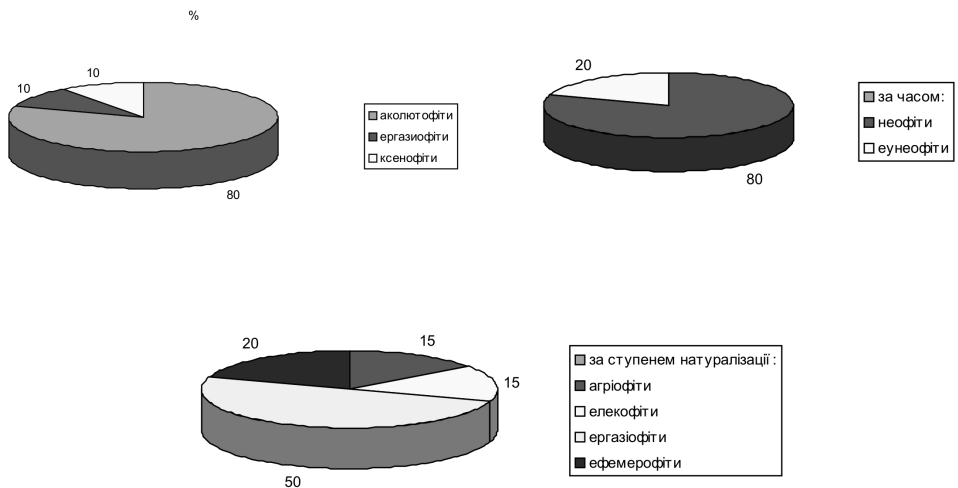 %
10
10
80
аколютофіти
ергазиофіти
ксенофіти
20
80
за часом:
неофіти
еунеофіти
20
15
15
50
за ступенем натуралізації :
агріофіти
елекофіти
ергазіофіти
ефемерофіти